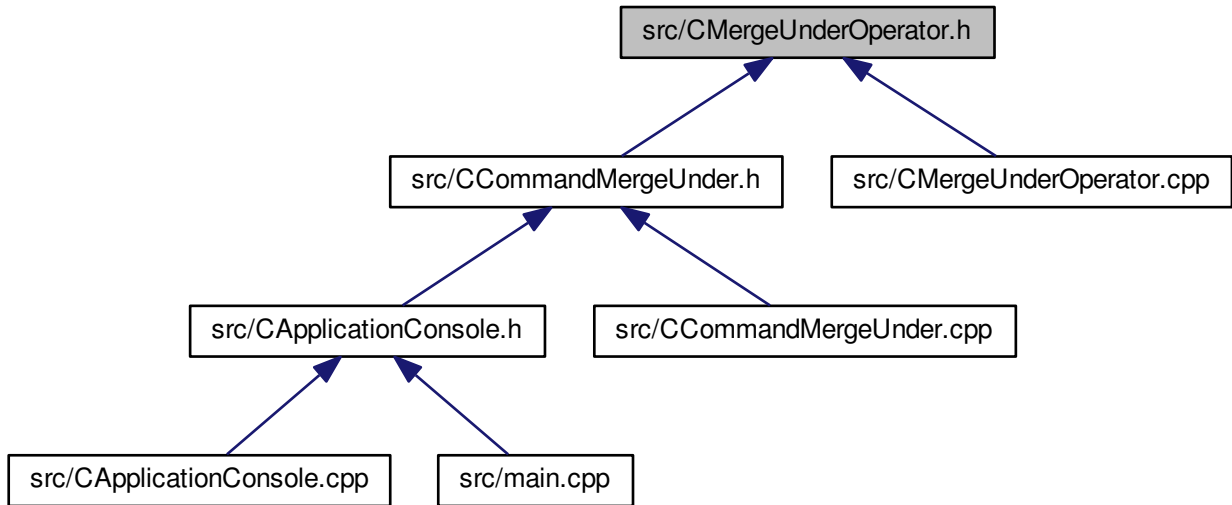 src/CMergeUnderOperator.h
src/CCommandMergeUnder.h
src/CMergeUnderOperator.cpp
src/CApplicationConsole.h
src/CCommandMergeUnder.cpp
src/CApplicationConsole.cpp
src/main.cpp